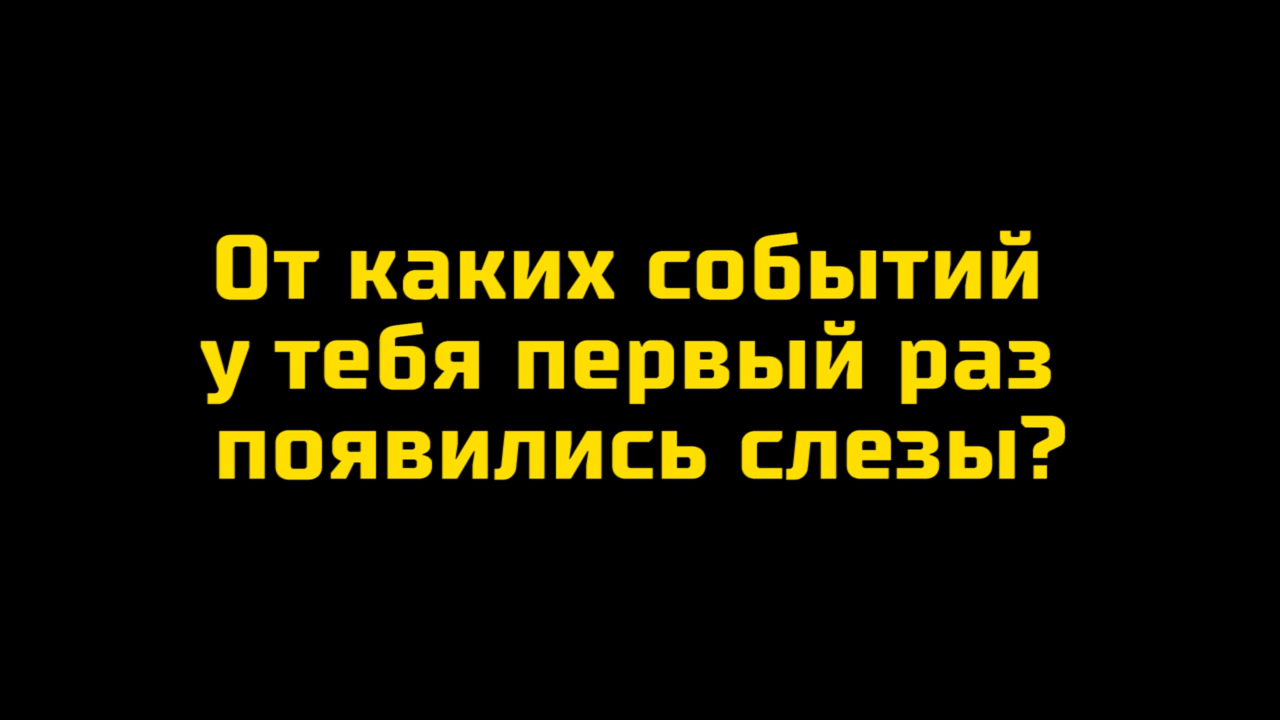 От каких событий
у тебя первый раз
появились слезы?